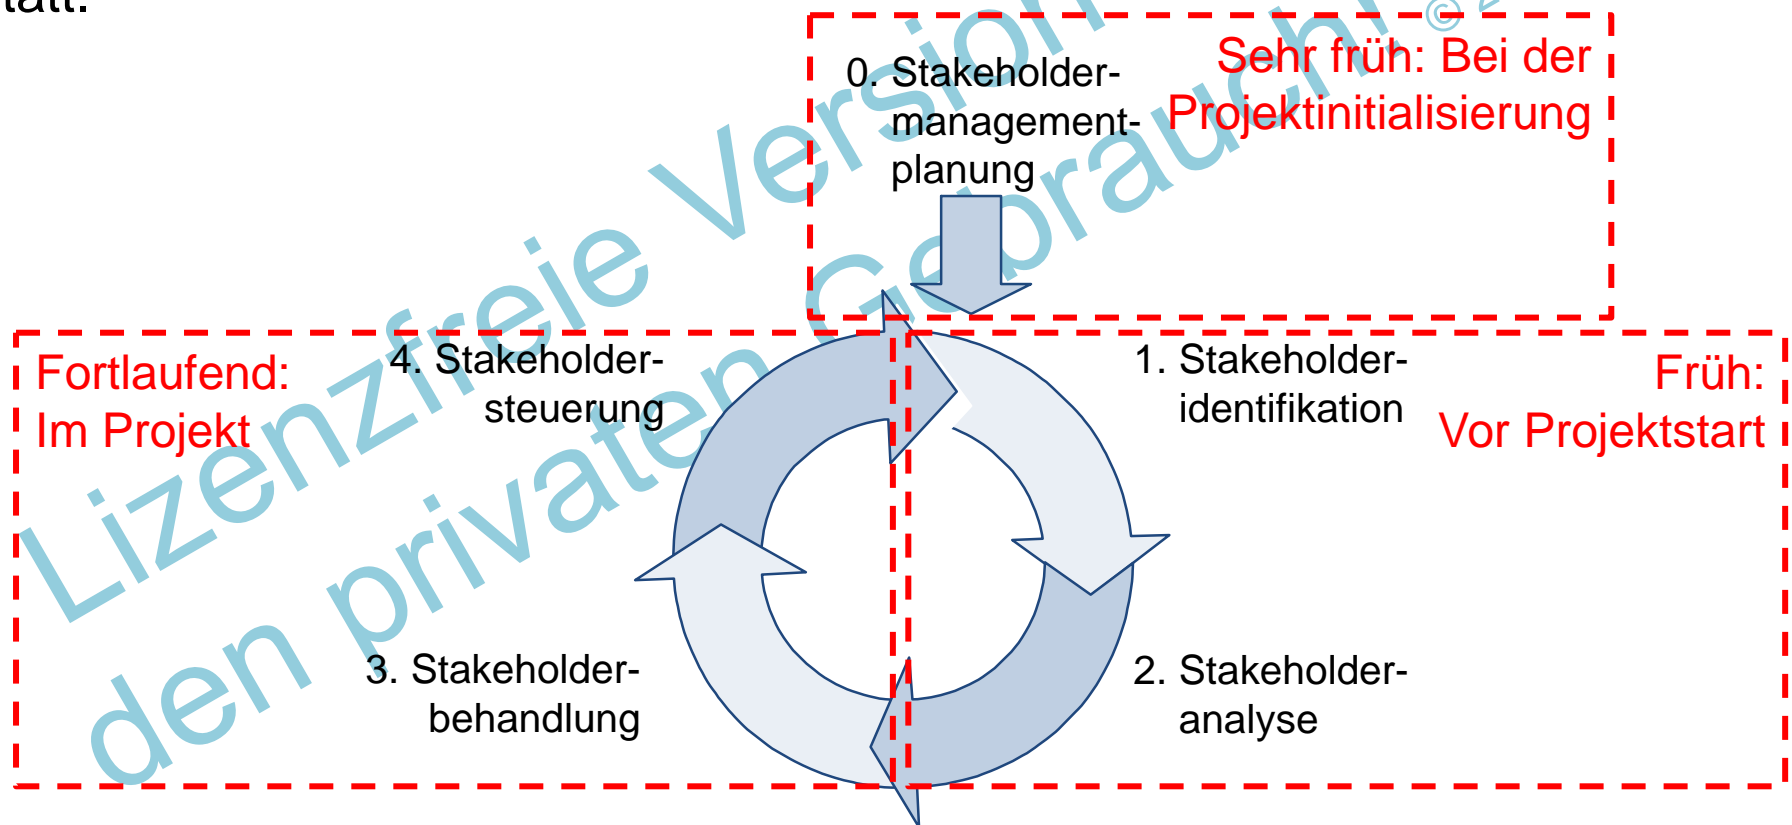 0. Stakeholder-
management-
planung
Sehr früh: Bei der
Projektinitialisierung
Fortlaufend:
Im Projekt
4. Stakeholder-
steuerung
1. Stakeholder-
identifikation
Früh:
Vor Projektstart
3. Stakeholder-
behandlung
2. Stakeholder-
analyse
Lizenzfreie Version
den privaten Gebrauch! ©